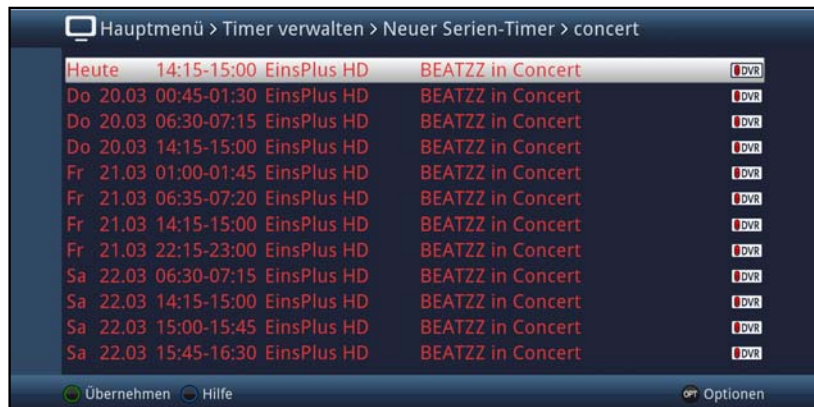 Hauptmenü > Timer verwalten > Neuer Serien-Timer > concert
Heute 14:15-15:00 EinsPlus HD BEATZZ in Concert DVR
Do 20.03 00:45-01:30 EinsPlus HD BEATZZ in Concert DVR
Do 20.03 06:30-07:15 EinsPlus HD BEATZZ in Concert DVR
Do 20.03 14:15-15:00 EinsPlus HD BEATZZ in Concert DVR
Fr 21.03 01:00-01:45 EinsPlus HD BEATZZ in Concert DVR
Fr 21.03 06:35-07:20 EinsPlus HD BEATZZ in Concert DVR
Fr 21.03 14:15-15:00 EinsPlus HD BEATZZ in Concert DVR
Fr 21.03 22:15-23:00 EinsPlus HD BEATZZ in Concert DVR
Sa 22.03 06:30-07:15 EinsPlus HD BEATZZ in Concert DVR
Sa 22.03 14:15-15:00 EinsPlus HD BEATZZ in Concert DVR
Sa 22.03 15:00-15:45 EinsPlus HD BEATZZ in Concert DVR
Sa 22.03 15:45-16:30 EinsPlus HD BEATZZ in Concert DVR
Übernehmen Hilfe OPT Optionen